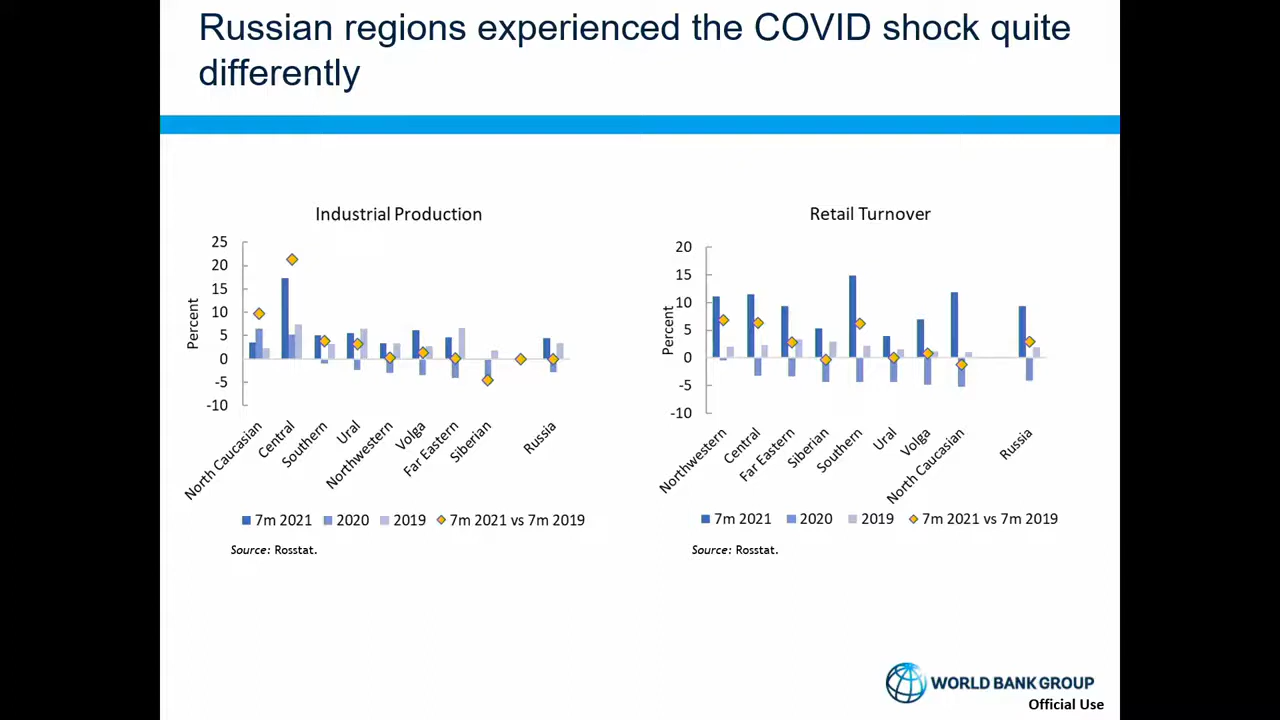 Russian regions experienced the COVID shock quite
differently
Industrial Production
25
20
15
10
5
0
-5
-10
Percent
North Caucasian
Central
Southern
Ural
Northwestern
Volga
Far Eastern
Siberian
Russia
7m 2021 2020 2019 7m 2021 vs 7m 2019
Source: Rosstat.
Retail Turnover
20
15
10
5
0
-5
-10
Percent
Northwestern
Central
Far Eastern
Siberian
Southern
Ural
Volga
North Caucasian
Russia
7m 2021 2020 2019 7m 2021 vs 7m 2019
Source: Rosstat.
WORLD BANK GROUP
Official Use